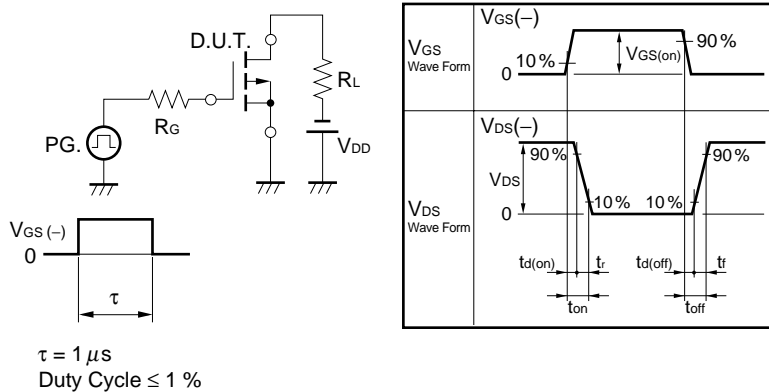 D.U.T.
RL
RG
PG.
VDD
VGS (−)
0
τ
τ = 1 μs
Duty Cycle ≤ 1 %
VGS
Wave Form
VGS(−)
10 %
VGS(on)
90 %
0
VDS
Wave Form
VDS(−)
90 %
VDS
10 %
10 %
90 %
0
td(on)
tr
td(off)
tf
ton
toff